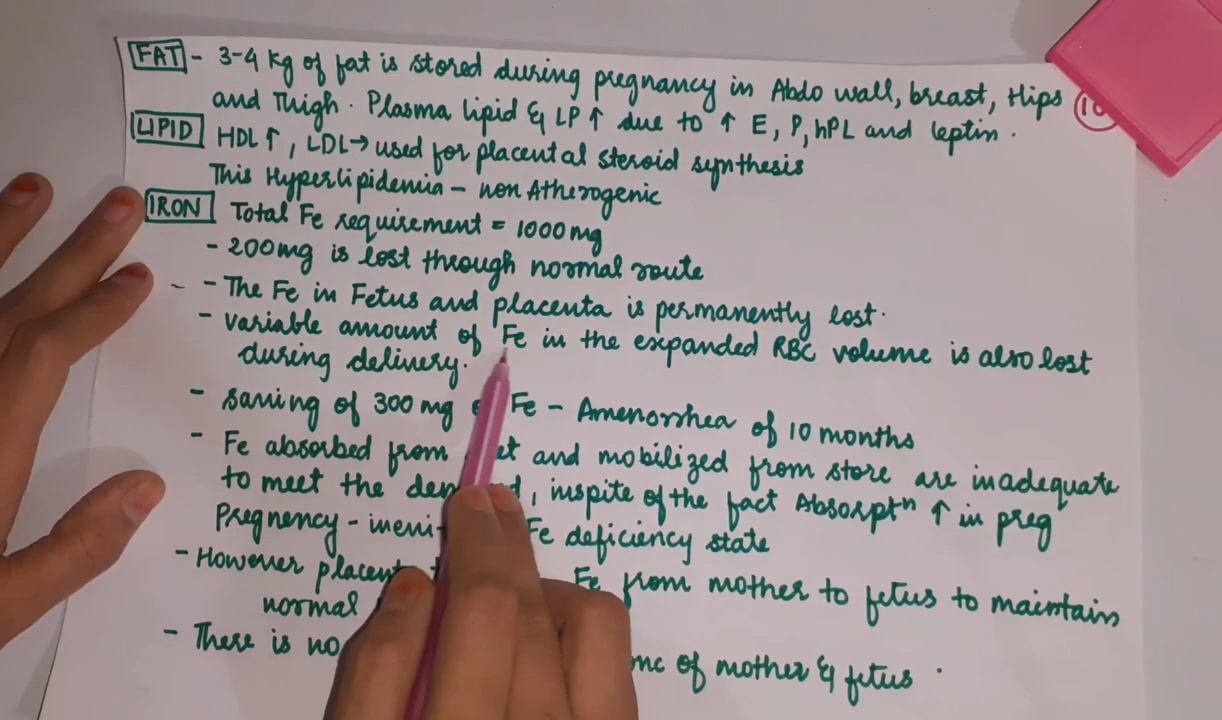 FAT - 3-4 kg of fat is stored during pregnancy in Abdo wall, breast, Hips
and Thigh. Plasma lipid & LP ↑ due to ↑ E, P, hPL and leptin.
LIPID HDL ↑, LDL → used for placental steroid synthesis
This Hyperlipidemia - non Atherogenic
IRON Total Fe requirement = 1000 mg
- 200mg is lost through normal route
- The Fe in Fetus and placenta is permanently lost.
- variable amount of Fe in the expanded RBC volume is also lost
during delivery.
- saving of 300 mg Fe - Amenorrhea of 10 months
- Fe absorbed from and mobilized from store are inadequate
to meet the, inspite of the fact Absorptⁿ ↑ in preg
Pregnency - Fe deficiency state
- However Fe from mother to fetus to maintain
normal
- There is no of mother & fetus